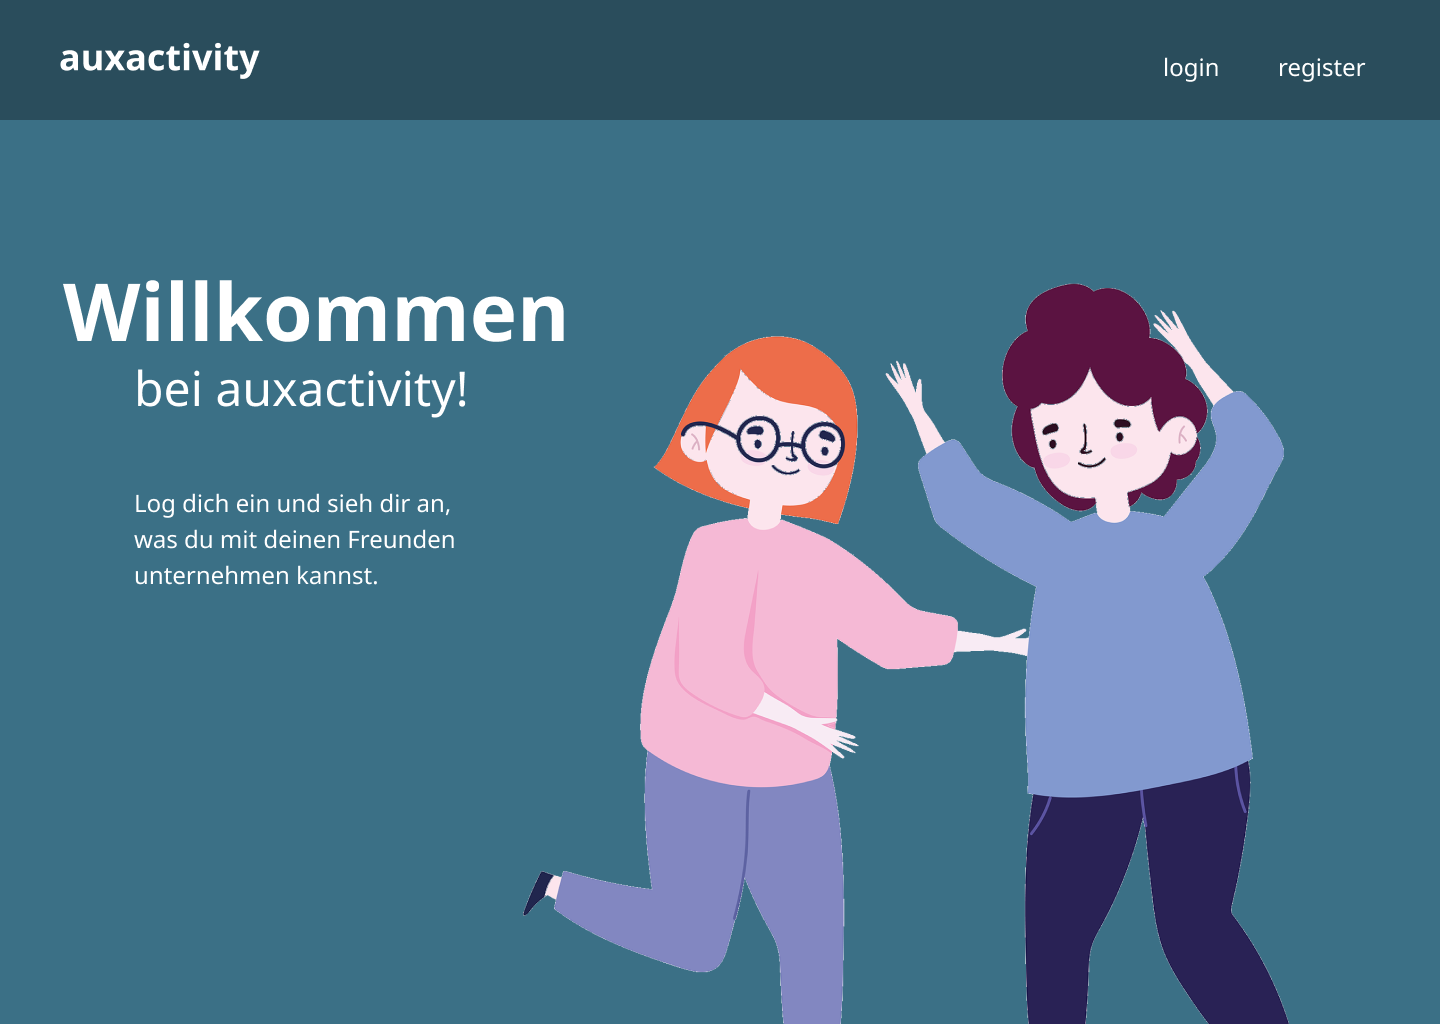 auxactivity
login register
Willkommen
bei auxactivity!
Log dich ein und sieh dir an,
was du mit deinen Freunden
unternehmen kannst.